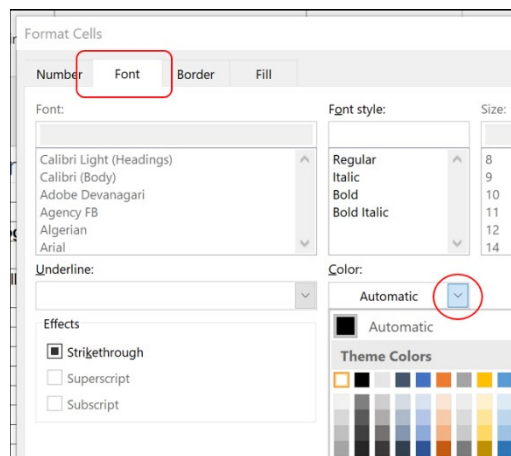 Format Cells
Number Font Border Fill
Font: Font style: Size:
Calibri Light (Headings) Regular 8
Calibri (Body) Italic 9
Adobe Devanagari Bold 10
Agency FB Bold Italic 11
Algerian 12
Arial 14
Underline: Color:
Automatic
Effects Automatic
Strikethrough Theme Colors
Superscript
Subscript